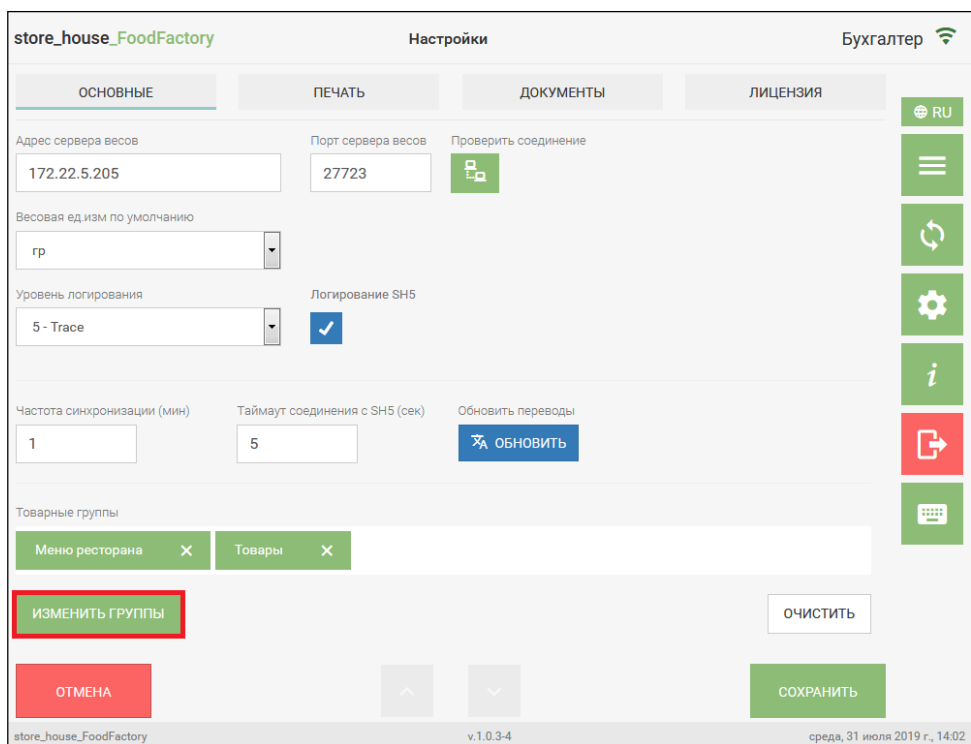 store_house_FoodFactory Настройки Бухгалтер
ОСНОВНЫЕ ПЕЧАТЬ ДОКУМЕНТЫ ЛИЦЕНЗИЯ
RU
Адрес сервера весов Порт сервера весов Проверить соединение
172.22.5.205 27723
Весовая ед.изм по умолчанию
гр
Уровень логирования Логирование SH5
5 - Trace
i
Частота синхронизации (мин) Таймаут соединения с SH5 (сек) Обновить переводы
1 5 ОБНОВИТЬ
Товарные группы
Меню ресторана × Товары ×
ИЗМЕНИТЬ ГРУППЫ ОЧИСТИТЬ
ОТМЕНА СОХРАНИТЬ
store_house_FoodFactory v.1.0.3-4 среда, 31 июля 2019 г., 14:02